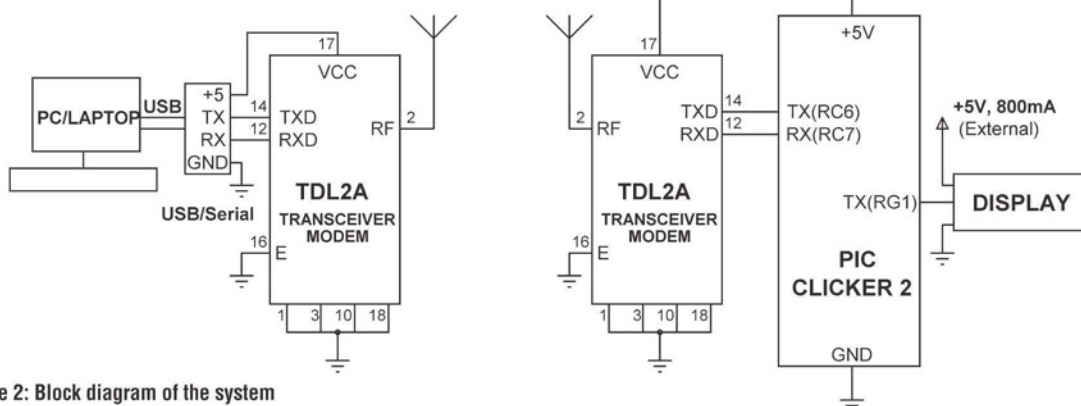 PC/LAPTOP
USB
+5
TX
RX
GND
USB/Serial
17
VCC
14
TXD
12
RXD
RF
2
TDL2A
TRANSCEIVER
MODEM
16
E
1
3
10
18
17
VCC
2
RF
TXD
14
RXD
12
TDL2A
TRANSCEIVER
MODEM
16
E
1
3
10
18
+5V
TX(RC6)
RX(RC7)
TX(RG1)
PIC
CLICKER 2
GND
+5V, 800mA
(External)
DISPLAY
e 2: Block diagram of the system